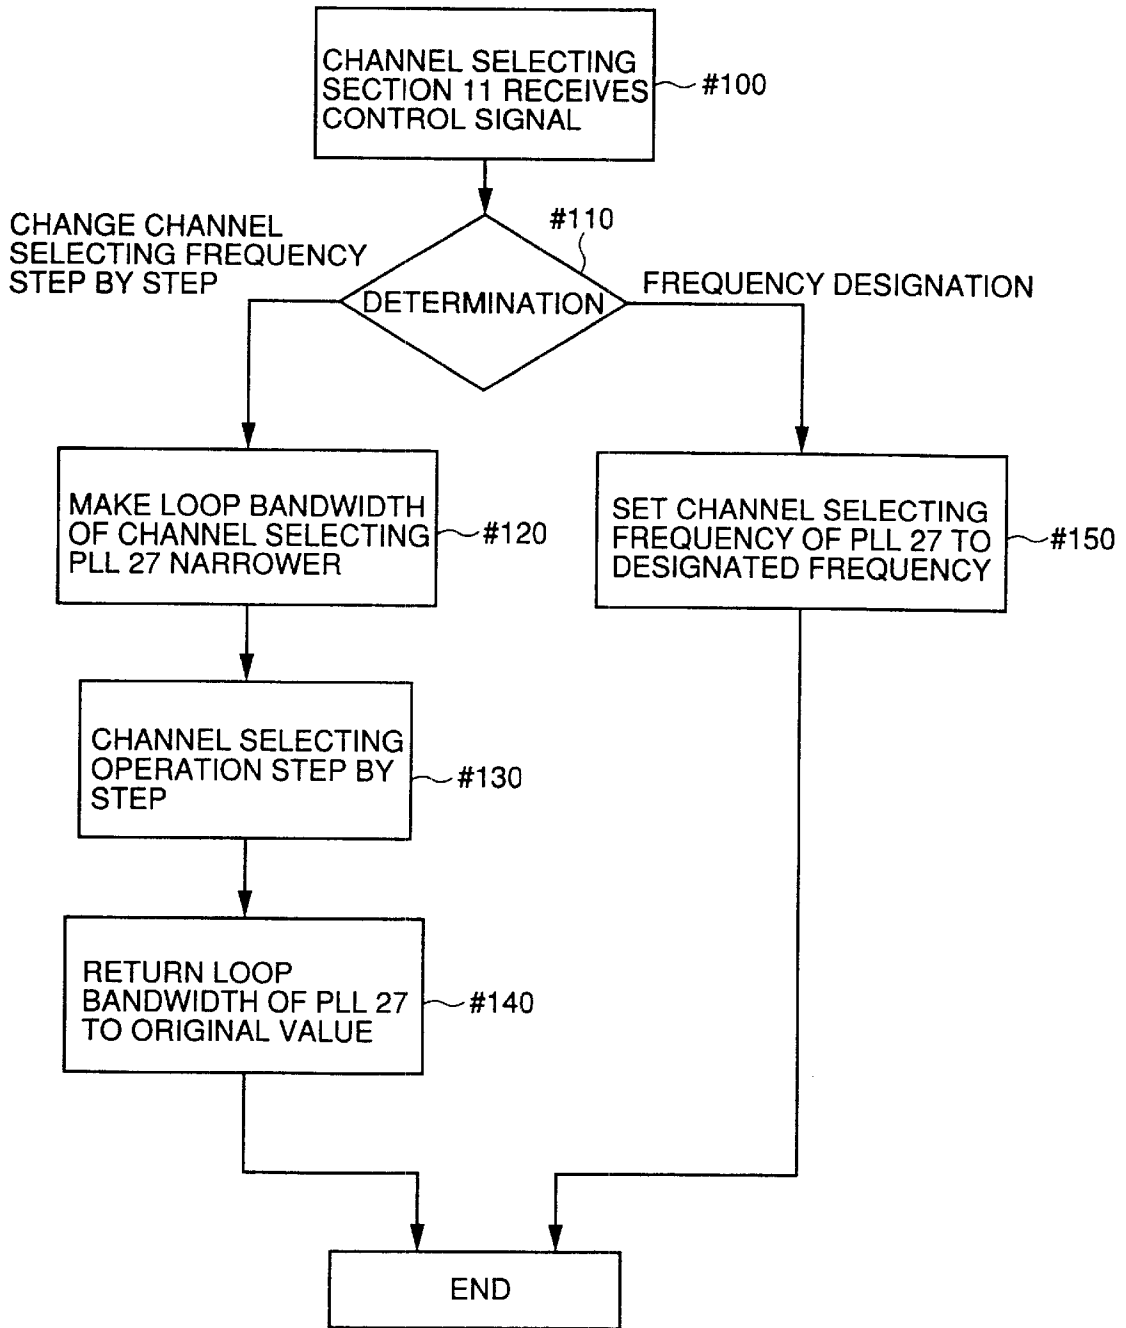 CHANNEL SELECTING
SECTION 11 RECEIVES
CONTROL SIGNAL
#100
CHANGE CHANNEL
SELECTING FREQUENCY
STEP BY STEP
#110
DETERMINATION
FREQUENCY DESIGNATION
MAKE LOOP BANDWIDTH
OF CHANNEL SELECTING
PLL 27 NARROWER
#120
SET CHANNEL SELECTING
FREQUENCY OF PLL 27 TO
DESIGNATED FREQUENCY
#150
CHANNEL SELECTING
OPERATION STEP BY
STEP
#130
RETURN LOOP
BANDWIDTH OF PLL 27
TO ORIGINAL VALUE
#140
END